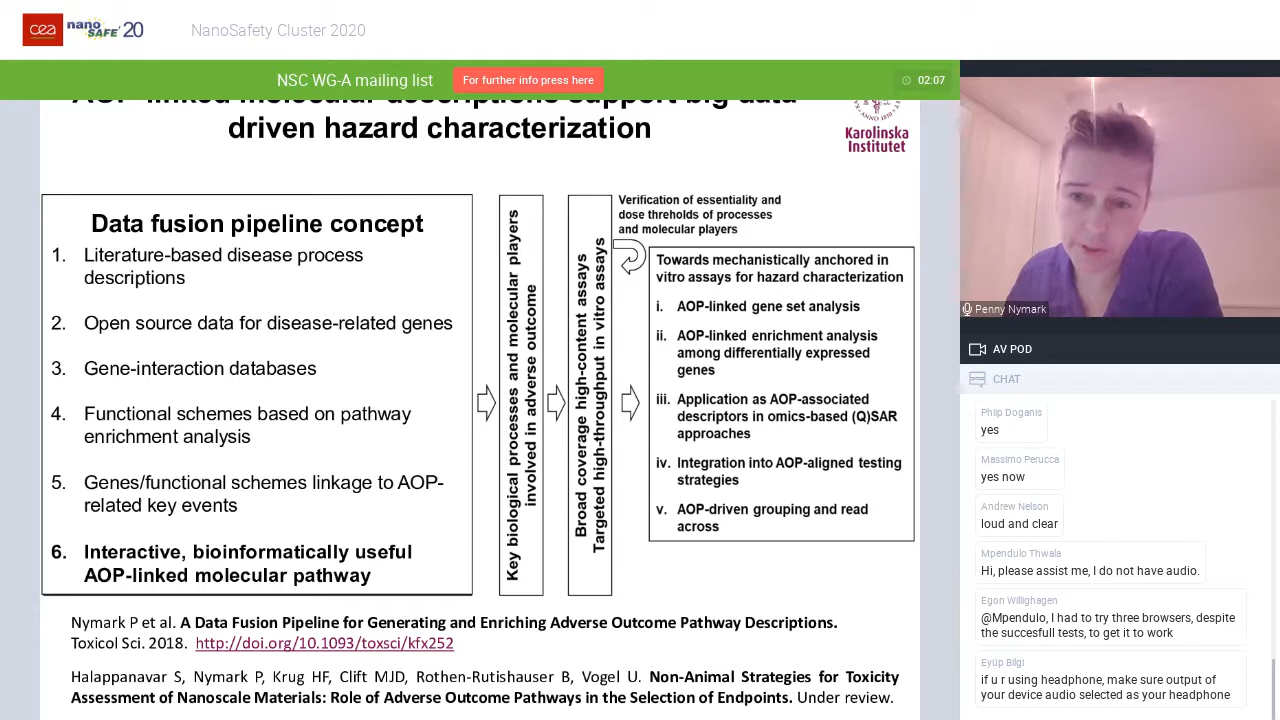 cea nano SAFE'20
NanoSafety Cluster 2020
NSC WG-A mailing list
For further info press here
02:07
AOP-linked molecular descriptions support big data
driven hazard characterization
ANNO 1810
Karolinska
Institutet
Data fusion pipeline concept
1. Literature-based disease process
descriptions
2. Open source data for disease-related genes
3. Gene-interaction databases
4. Functional schemes based on pathway
enrichment analysis
5. Genes/functional schemes linkage to AOP-
related key events
6. Interactive, bioinformatically useful
AOP-linked molecular pathway
Key biological processes and molecular players
involved in adverse outcome
Broad coverage high-content assays
Targeted high-throughput in vitro assays
Verification of essentiality and
dose threholds of processes
and molecular players
Towards mechanistically anchored in
vitro assays for hazard characterization
i. AOP-linked gene set analysis
ii. AOP-linked enrichment analysis
among differentially expressed
genes
iii. Application as AOP-associated
descriptors in omics-based (Q)SAR
approaches
iv. Integration into AOP-aligned testing
strategies
v. AOP-driven grouping and read
across
Nymark P et al. A Data Fusion Pipeline for Generating and Enriching Adverse Outcome Pathway Descriptions.
Toxicol Sci. 2018. http://doi.org/10.1093/toxsci/kfx252
Halappanavar S, Nymark P, Krug HF, Clift MJD, Rothen-Rutishauser B, Vogel U. Non-Animal Strategies for Toxicity
Assessment of Nanoscale Materials: Role of Adverse Outcome Pathways in the Selection of Endpoints. Under review.
Penny Nymark
AV POD
CHAT
Philp Doganis
yes
Massimo Perucca
yes now
Andrew Nelson
loud and clear
Mpendulo Thwala
Hi, please assist me, I do not have audio.
Egon Willighagen
@Mpendulo, I had to try three browsers, despite
the succesfull tests, to get it to work
Eyüp Bilgi
if u r using headphone, make sure output of
your device audio selected as your headphone